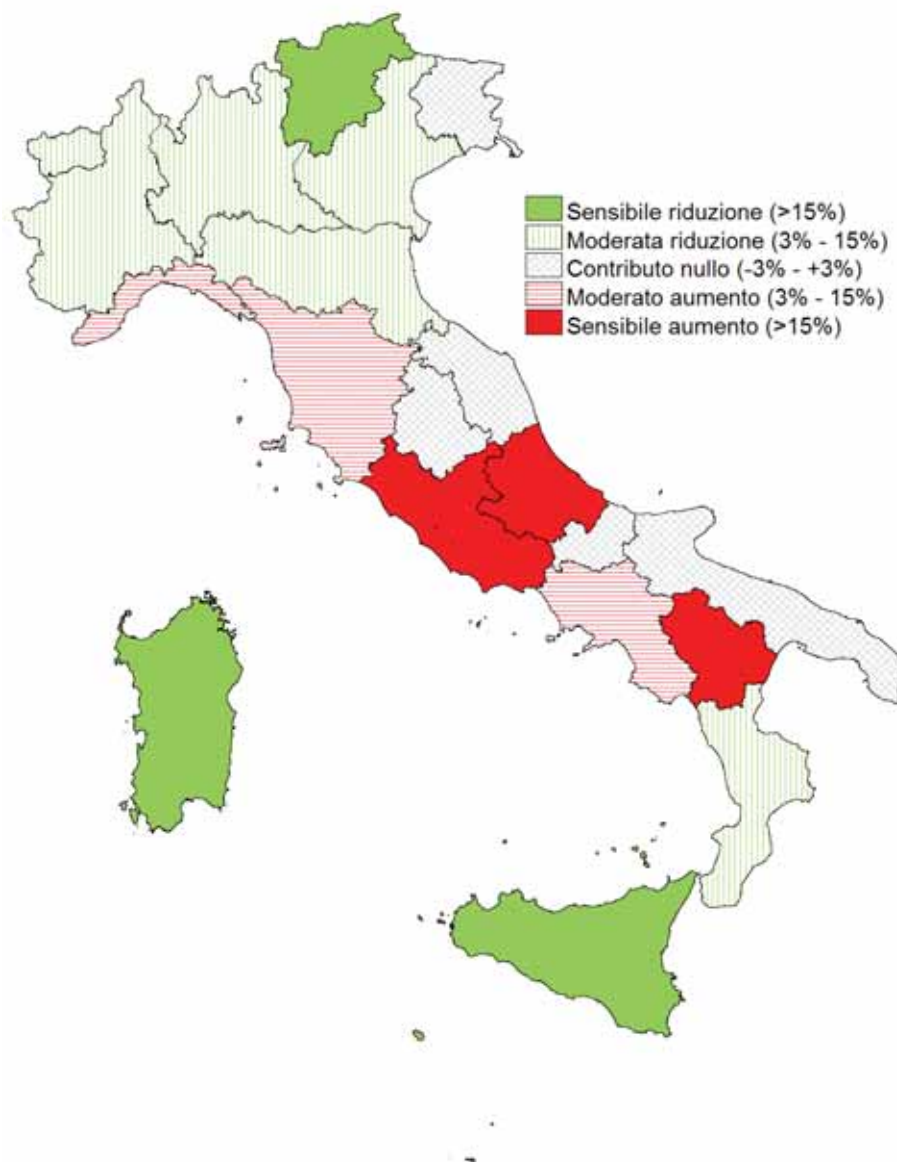 Sensibile riduzione (>15%)
Moderata riduzione (3% - 15%)
Contributo nullo (-3% - +3%)
Moderato aumento (3% - 15%)
Sensibile aumento (>15%)